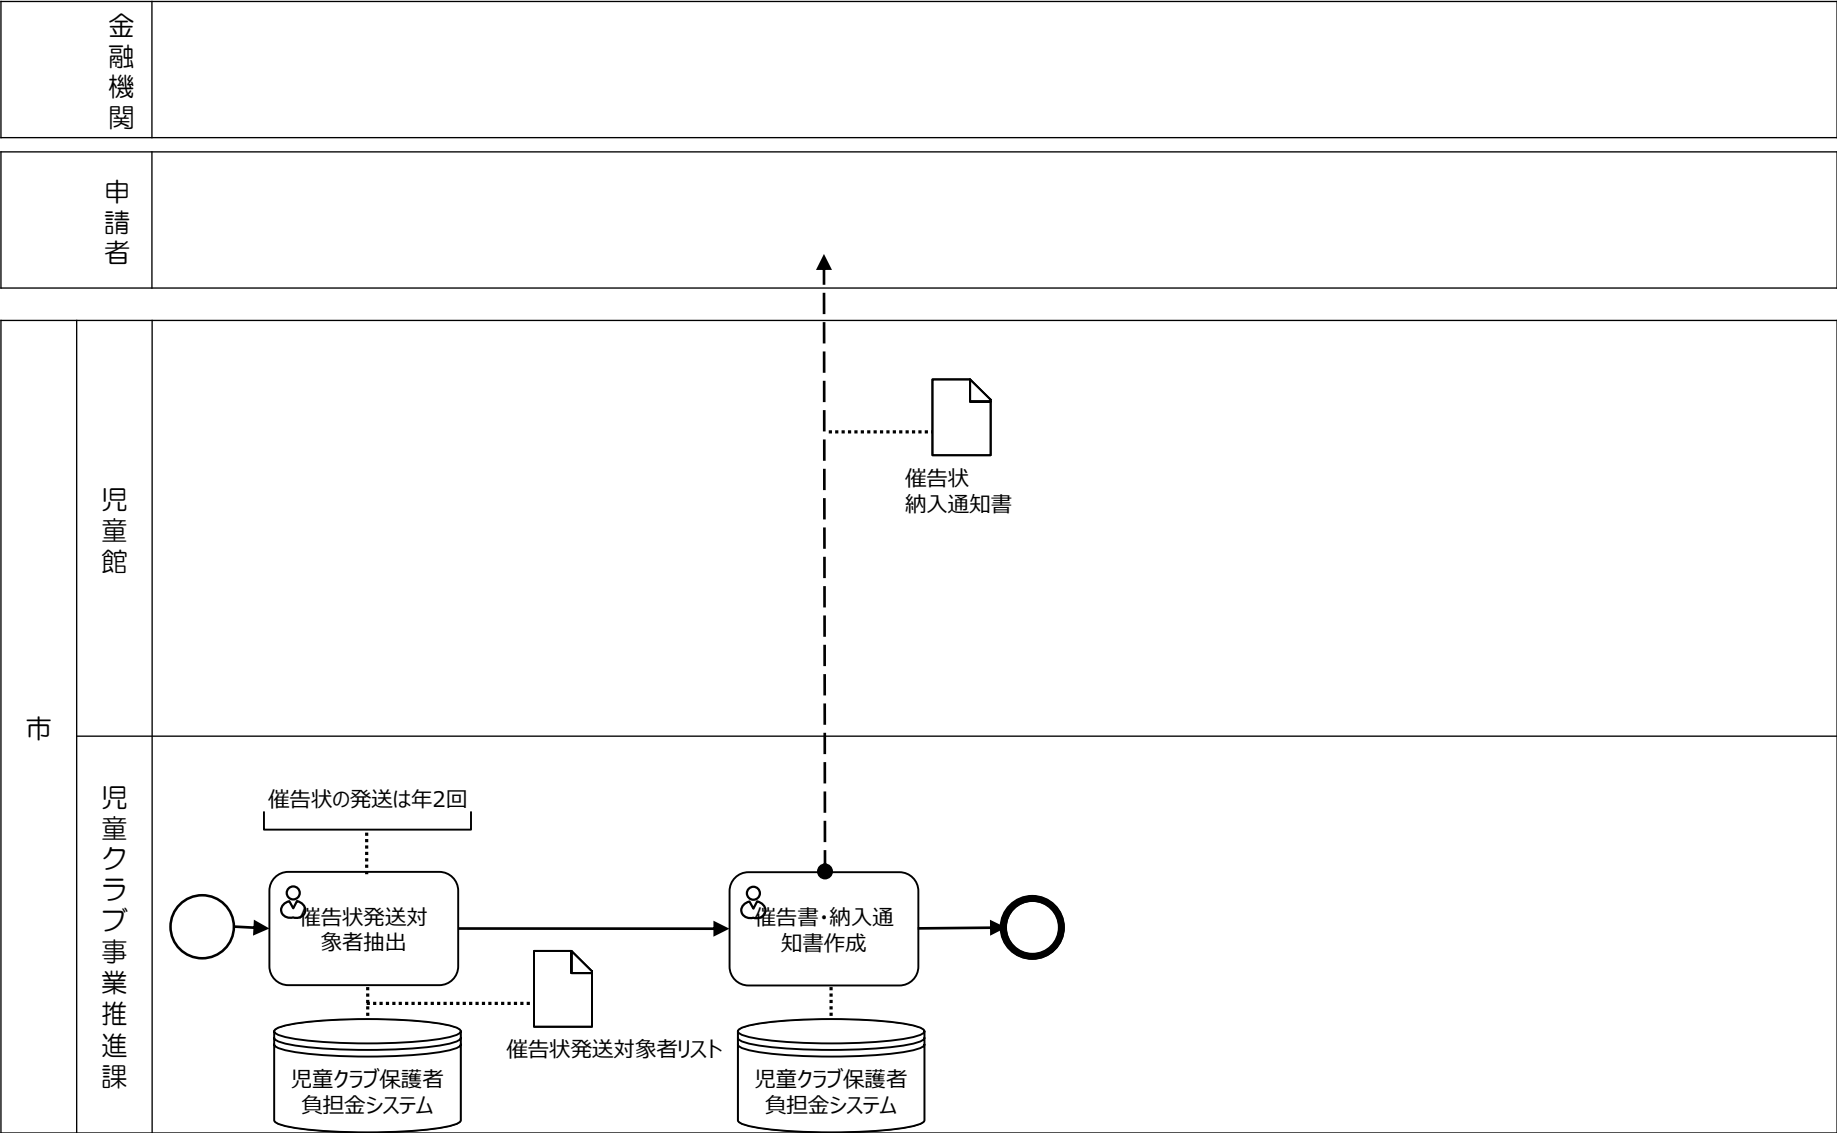 金融機関
申請者
市
児童館
催告状
納入通知書
児童クラブ事業推進課
催告状の発送は年2回
催告状発送対
象者抽出
催告書・納入通
知書作成
催告状発送対象者リスト
児童クラブ保護者
負担金システム
児童クラブ保護者
負担金システム